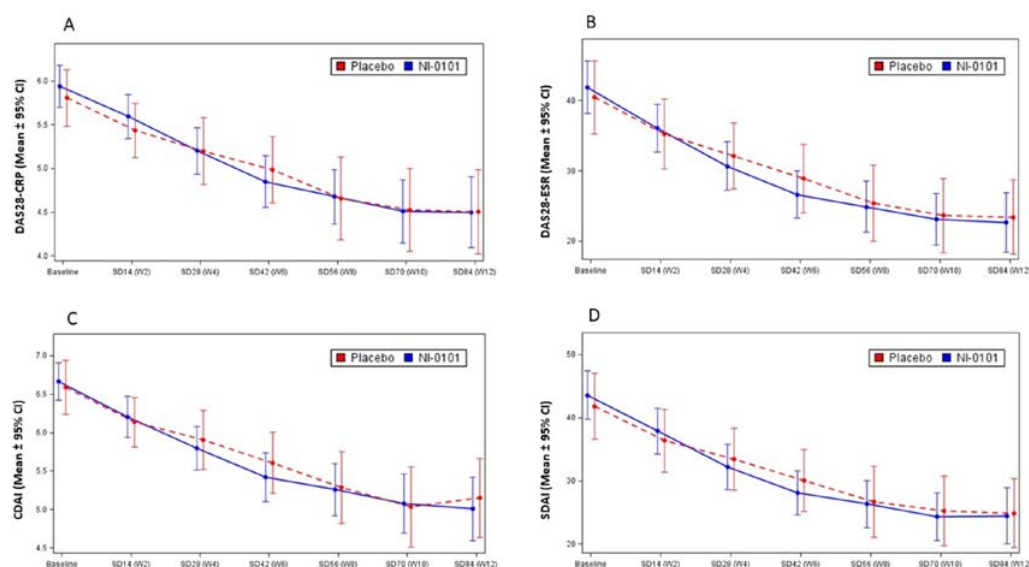 A
Placebo NI-0101
DAS28-CRP (Mean ± 95% CI)
6.0
5.5
5.0
4.5
4.0
Baseline SD14 (W2) SD28 (W4) SD42 (W6) SD56 (W8) SD70 (W10) SD84 (W12)
B
Placebo NI-0101
DAS28-ESR (Mean ± 95% CI)
40
30
20
Baseline SD14 (W2) SD28 (W4) SD42 (W6) SD56 (W8) SD70 (W10) SD84 (W12)
C
Placebo NI-0101
CDAI (Mean ± 95% CI)
7.0
6.5
6.0
5.5
5.0
4.5
Baseline SD14 (W2) SD28 (W4) SD42 (W6) SD56 (W8) SD70 (W10) SD84 (W12)
D
Placebo NI-0101
SDAI (Mean ± 95% CI)
50
40
30
20
Baseline SD14 (W2) SD28 (W4) SD42 (W6) SD56 (W8) SD70 (W10) SD84 (W12)